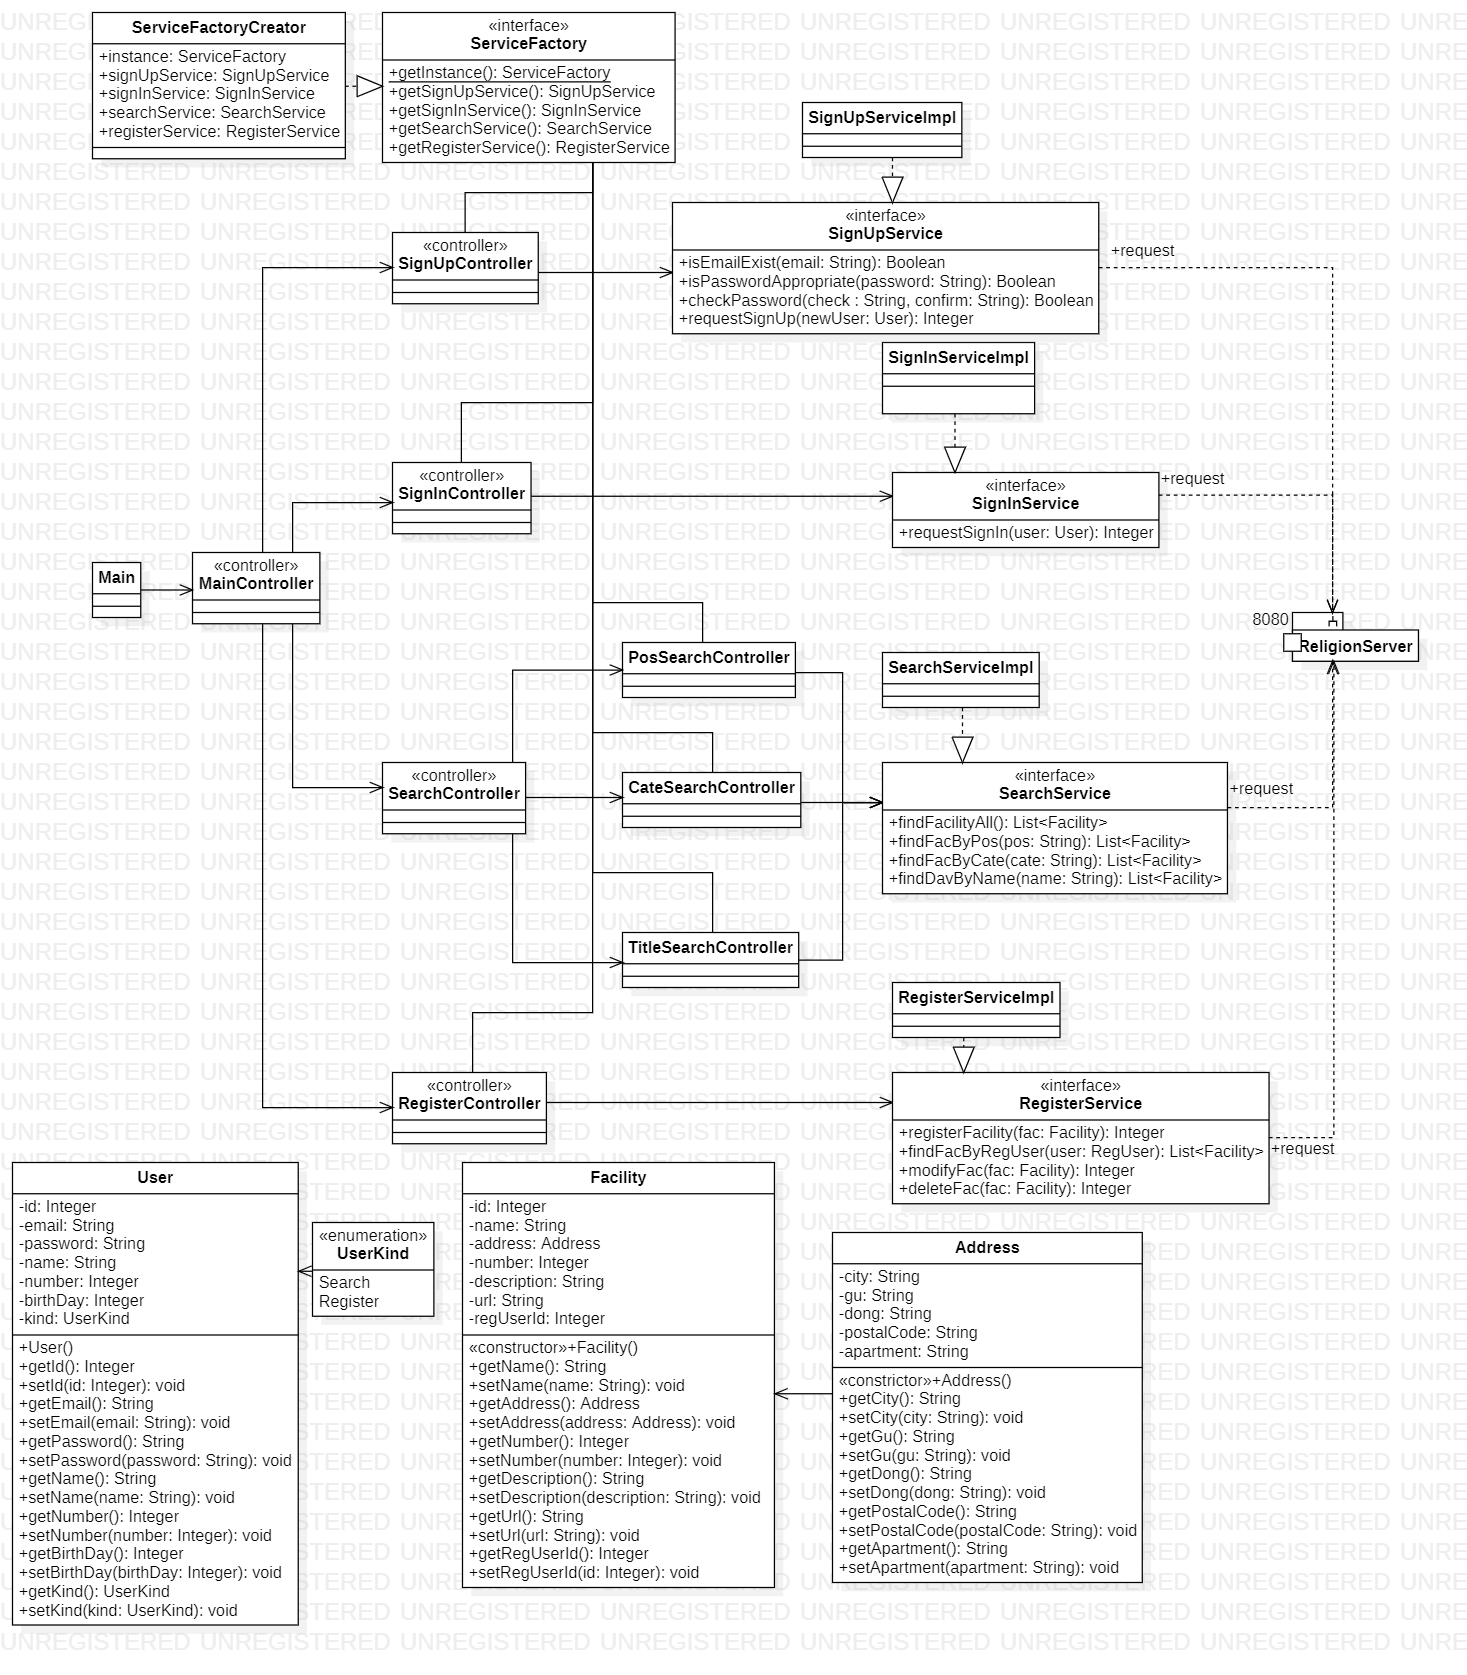 ServiceFactoryCreator
+instance: ServiceFactory
+signUpService: SignUpService
+signInService: SignInService
+searchService: SearchService
+registerService: RegisterService
«interface»
ServiceFactory
+getInstance(): ServiceFactory
+getSignUpService(): SignUpService
+getSignInService(): SignInService
+getSearchService(): SearchService
+getRegisterService(): RegisterService
SignUpServiceImpl
«interface»
SignUpService
+isEmailExist(email: String): Boolean
+isPasswordAppropriate(password: String): Boolean
+checkPassword(check : String, confirm: String): Boolean
+requestSignUp(newUser: User): Integer
+request
«controller»
SignUpController
SignInServiceImpl
«controller»
SignInController
«interface»
SignInService
+requestSignIn(user: User): Integer
+request
Main
«controller»
MainController
8080
ReligionServer
PosSearchController
SearchServiceImpl
«controller»
SearchController
CateSearchController
«interface»
SearchService
+findFacilityAll(): List<Facility>
+findFacByPos(pos: String): List<Facility>
+findFacByCate(cate: String): List<Facility>
+findDavByName(name: String): List<Facility>
+request
TitleSearchController
RegisterServiceImpl
«controller»
RegisterController
«interface»
RegisterService
+registerFacility(fac: Facility): Integer
+findFacByRegUser(user: RegUser): List<Facility>
+modifyFac(fac: Facility): Integer
+deleteFac(fac: Facility): Integer
+request
User
-id: Integer
-email: String
-password: String
-name: String
-number: Integer
-birthDay: Integer
-kind: UserKind
+User()
+getId(): Integer
+setId(id: Integer): void
+getEmail(): String
+setEmail(email: String): void
+getPassword(): String
+setPassword(password: String): void
+getName(): String
+setName(name: String): void
+getNumber(): Integer
+setNumber(number: Integer): void
+getBirthDay(): Integer
+setBirthDay(birthDay: Integer): void
+getKind(): UserKind
+setKind(kind: UserKind): void
«enumeration»
UserKind
Search
Register
Facility
-id: Integer
-name: String
-address: Address
-number: Integer
-description: String
-url: String
-regUserId: Integer
«constructor»+Facility()
+getName(): String
+setName(name: String): void
+getAddress(): Address
+setAddress(address: Address): void
+getNumber(): Integer
+setNumber(number: Integer): void
+getDescription(): String
+setDescription(description: String): void
+getUrl(): String
+setUrl(url: String): void
+getRegUserId(): Integer
+setRegUserId(id: Integer): void
Address
-city: String
-gu: String
-dong: String
-postalCode: String
-apartment: String
«constrictor»+Address()
+getCity(): String
+setCity(city: String): void
+getGu(): String
+setGu(gu: String): void
+getDong(): String
+setDong(dong: String): void
+getPostalCode(): String
+setPostalCode(postalCode: String): void
+getApartment(): String
+setApartment(apartment: String): void
UNREGISTERED